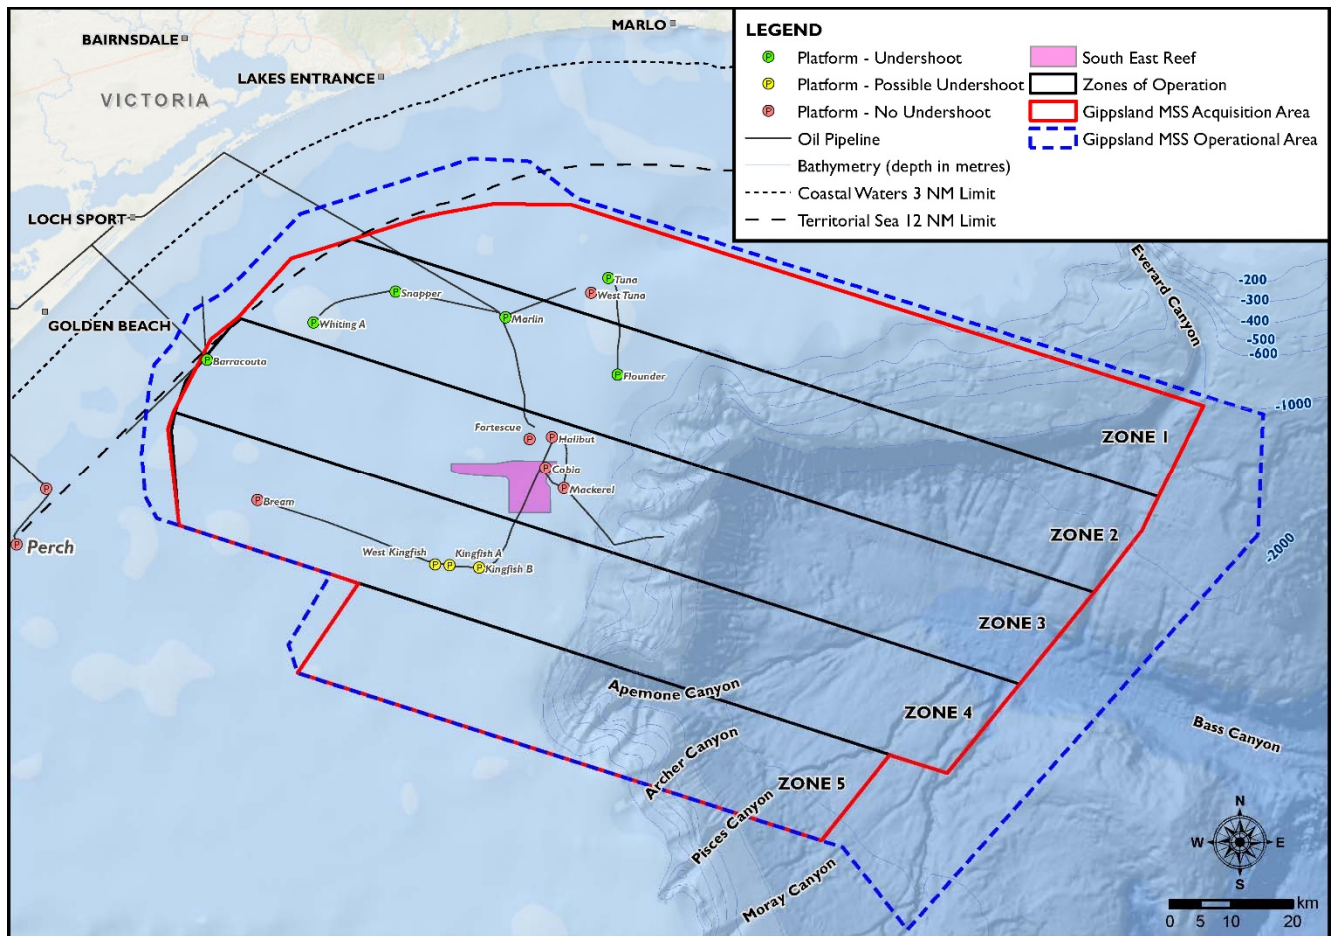 MARLO
BAIRNSDALE
LAKES ENTRANCE
VICTORIA
LOCH SPORT
GOLDEN BEACH
LEGEND
P Platform - Undershoot
P Platform - Possible Undershoot
P Platform - No Undershoot
Oil Pipeline
Bathymetry (depth in metres)
Coastal Waters 3 NM Limit
Territorial Sea 12 NM Limit
South East Reef
Zones of Operation
Gippsland MSS Acquisition Area
Gippsland MSS Operational Area
Everard Canyon
-200
-300
-400
-500
-600
-1000
-2000
P Tuna
P West Tuna
P Snapper
P Marlin
P Whiting A
P Barracouta
P Flounder
Fortescue P
P Halibut
P Cobia
P Mackerel
P Bream
West Kingfish P
Kingfish A P
P Kingfish B
P
P Perch
ZONE 1
ZONE 2
ZONE 3
ZONE 4
ZONE 5
Apemone Canyon
Archer Canyon
Pisces Canyon
Moray Canyon
Bass Canyon
N
W E
S
km
0 5 10 20